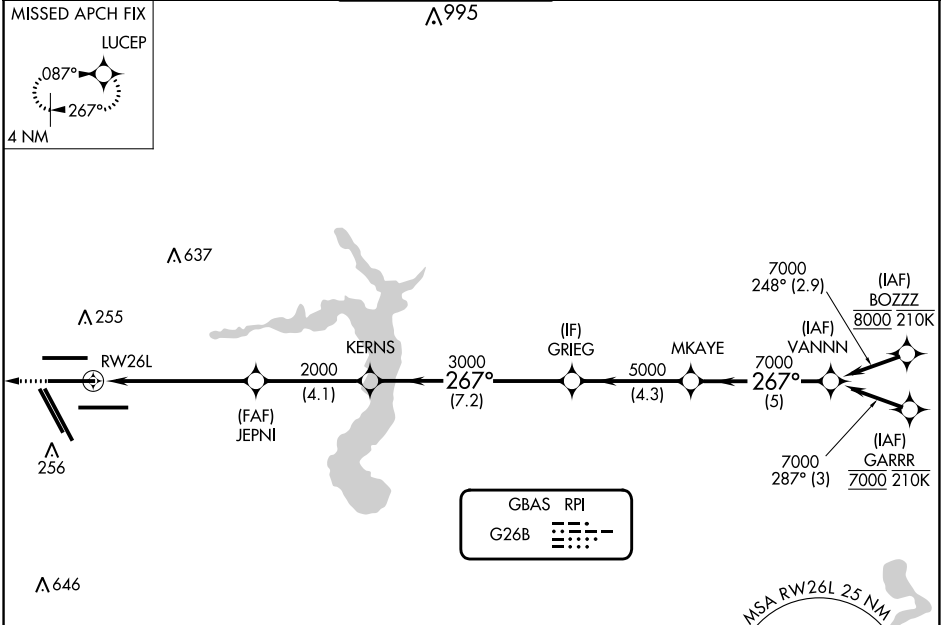 MISSED APCH FIX
LUCEP
087°
267°
4 NM
995
637
255
RW26L
256
646
(FAF)
JEPNI
2000
(4.1)
KERNS
3000
267°
(7.2)
(IF)
GRIEG
5000
(4.3)
MKAYE
7000
267°
(5)
(IAF)
VANNN
7000
248° (2.9)
(IAF)
BOZZZ
8000 210K
7000
287° (3)
(IAF)
GARRR
7000 210K
GBAS RPI
G26B
MSA RW26L 25 NM